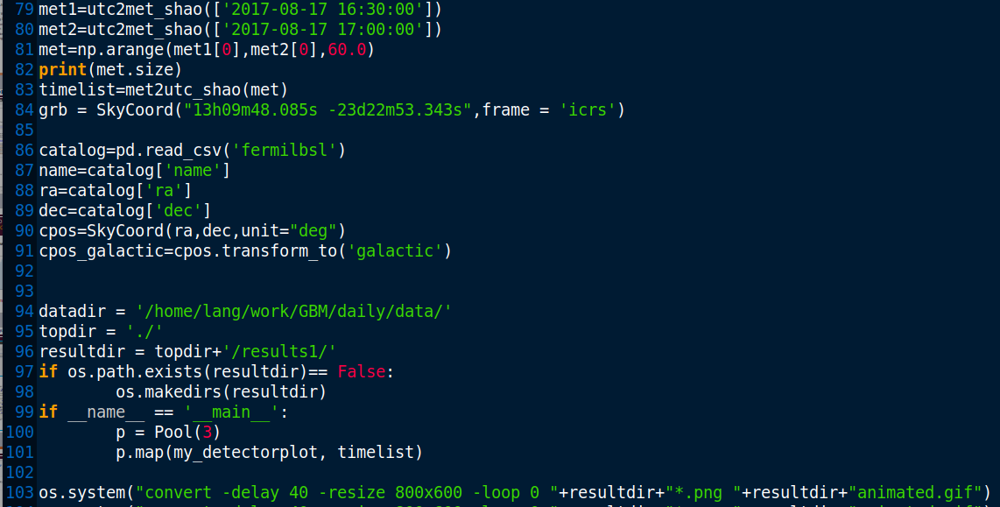 79 met1=utc2met_shao(['2017-08-17 16:30:00'])
80 met2=utc2met_shao(['2017-08-17 17:00:00'])
81 met=np.arange(met1[0],met2[0],60.0)
82 print(met.size)
83 timelist=met2utc_shao(met)
84 grb = SkyCoord("13h09m48.085s -23d22m53.343s",frame = 'icrs')
85
86 catalog=pd.read_csv('fermilbsl')
87 name=catalog['name']
88 ra=catalog['ra']
89 dec=catalog['dec']
90 cpos=SkyCoord(ra,dec,unit="deg")
91 cpos_galactic=cpos.transform_to('galactic')
92
93
94 datadir = '/home/lang/work/GBM/daily/data/'
95 topdir = './'
96 resultdir = topdir+'/results1/'
97 if os.path.exists(resultdir)== False:
98         os.makedirs(resultdir)
99 if __name__ == '__main__':
100         p = Pool(3)
101         p.map(my_detectorplot, timelist)
102
103 os.system("convert -delay 40 -resize 800x600 -loop 0 "+resultdir+"*.png "+resultdir+"animated.gif")